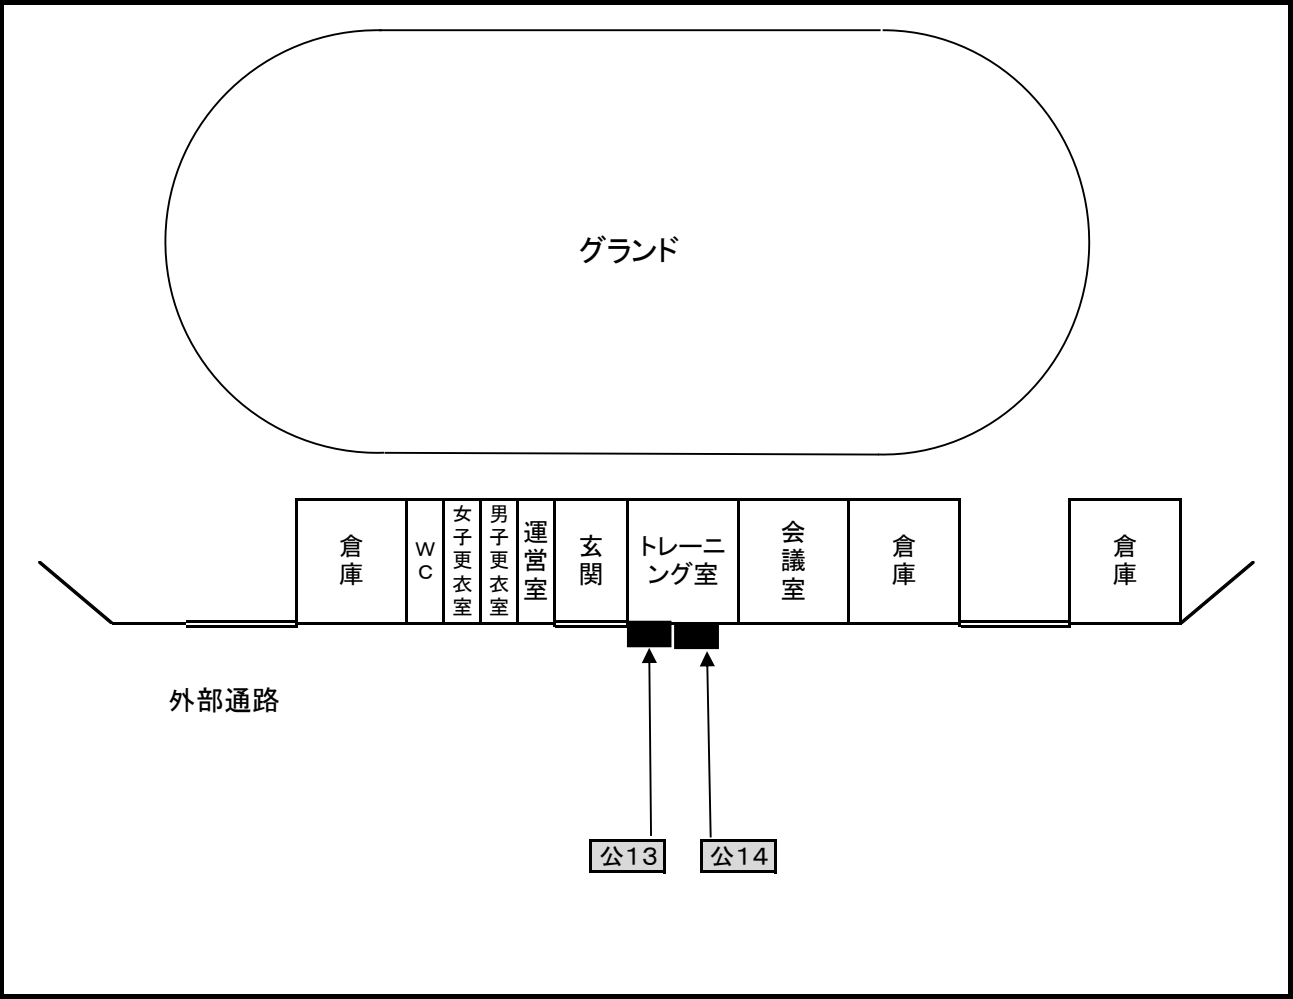 グランド
倉庫
WC
女子更衣室
男子更衣室
運営室
玄関
トレーニ
ング室
会議室
倉庫
倉庫
外部通路
公13
公14